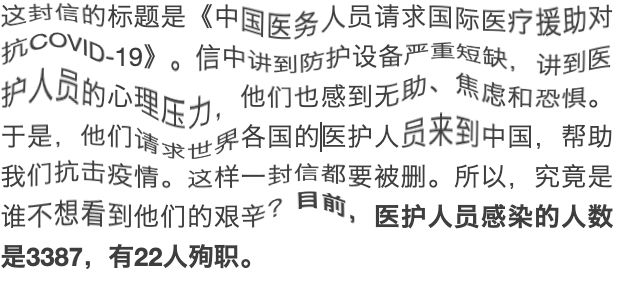 这封信的标题是《中国医务人员请求国际医疗援助对
抗COVID-19》。信中讲到防护设备严重短缺，讲到医
护人员的心理压力，他们也感到无助、焦虑和恐惧。
于是，他们请求世界各国的医护人员来到中国，帮助
我们抗击疫情。这样一封信都要被删。所以，究竟是
谁不想看到他们的艰辛？目前，医护人员感染的人数
是3387，有22人殉职。